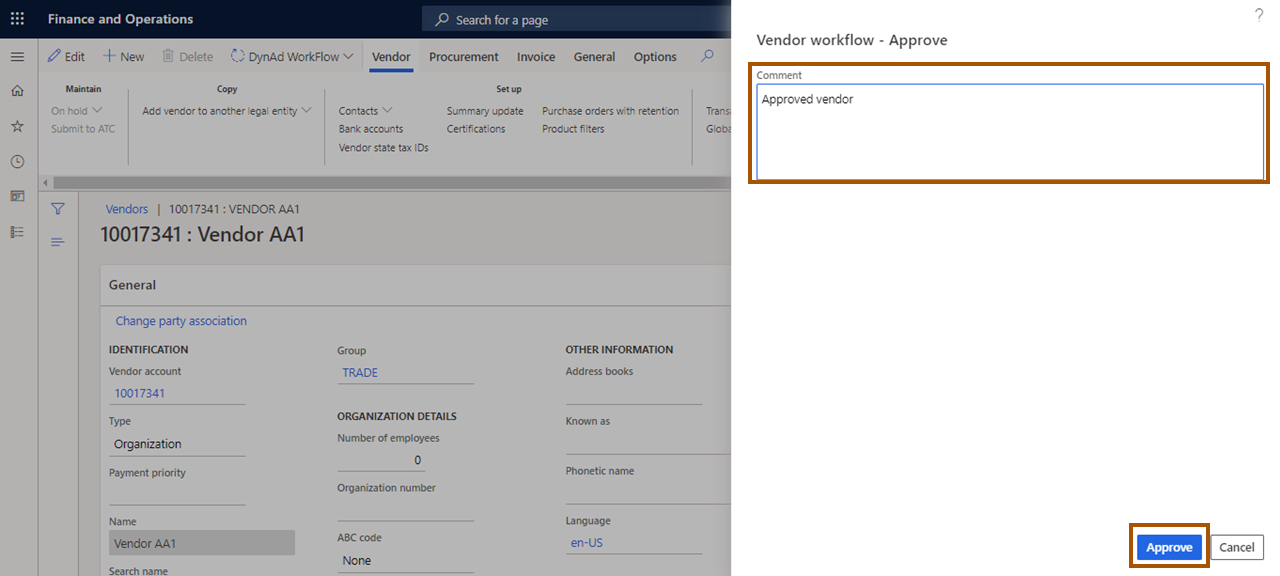 Finance and Operations
Search for a page
?
Edit
New
Delete
DynAd WorkFlow
Vendor
Procurement
Invoice
General
Options
Maintain
On hold
Submit to ATC
Copy
Add vendor to another legal entity
Set up
Contacts
Bank accounts
Vendor state tax IDs
Summary update
Certifications
Purchase orders with retention
Product filters
Trans
Globa
Vendors | 10017341 : VENDOR AA1
10017341 : Vendor AA1
General
Change party association
IDENTIFICATION
Vendor account
10017341
Type
Organization
Payment priority
Name
Vendor AA1
Search name
Group
TRADE
ORGANIZATION DETAILS
Number of employees
0
Organization number
ABC code
None
OTHER INFORMATION
Address books
Known as
Phonetic name
Language
en-US
Vendor workflow - Approve
Comment
Approved vendor
Approve
Cancel